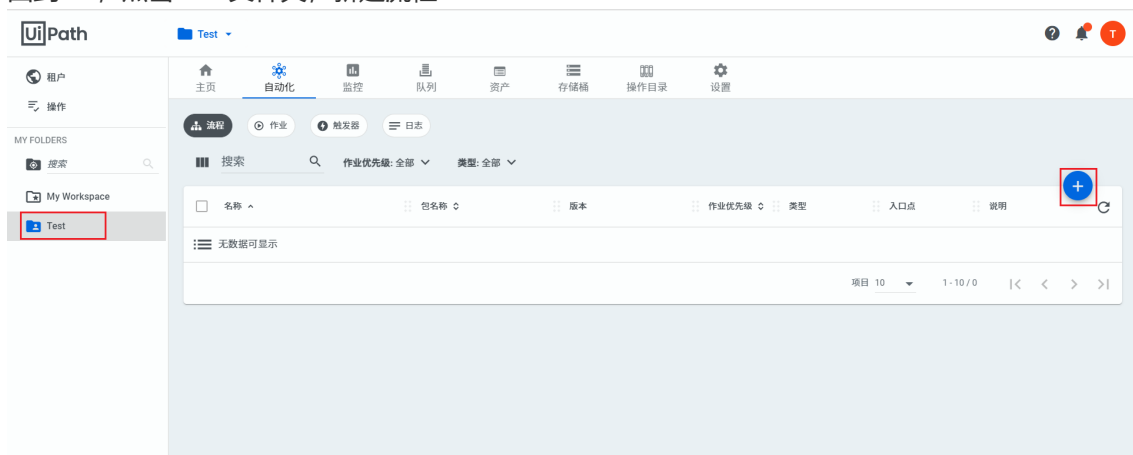 UiPath
Test
T
租户
操作
MY FOLDERS
搜索
My Workspace
Test
主页 自动化 监控 队列 资产 存储桶 操作目录 设置
流程 作业 触发器 日志
搜索 作业优先级: 全部 类型: 全部
名称 包名称 版本 作业优先级 类型 入口点 说明
无数据可显示
项目 10 1 - 10 / 0